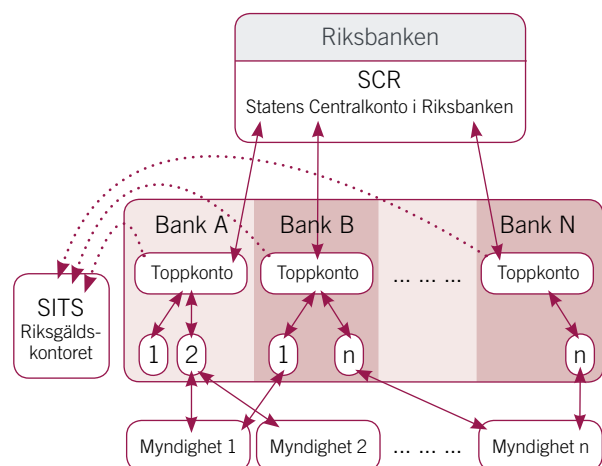 Riksbanken
SCR
Statens Centralkonto i Riksbanken
Bank A
Bank B
Bank N
Toppkonto
Toppkonto
... ... ...
Toppkonto
SITS
Riksgälds-
kontoret
1
2
1
n
n
Myndighet 1
Myndighet 2
... ... ...
Myndighet n